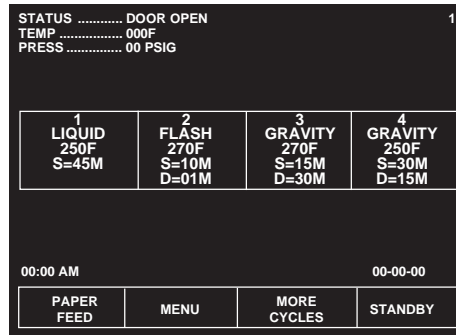 STATUS ............ DOOR OPEN 1
TEMP ................. 000F
PRESS ............... 00 PSIG
1 2 3 4
LIQUID FLASH GRAVITY GRAVITY
250F 270F 270F 250F
S=45M S=10M S=15M S=30M
D=01M D=30M D=15M
00:00 AM 00-00-00
PAPER FEED MENU MORE CYCLES STANDBY